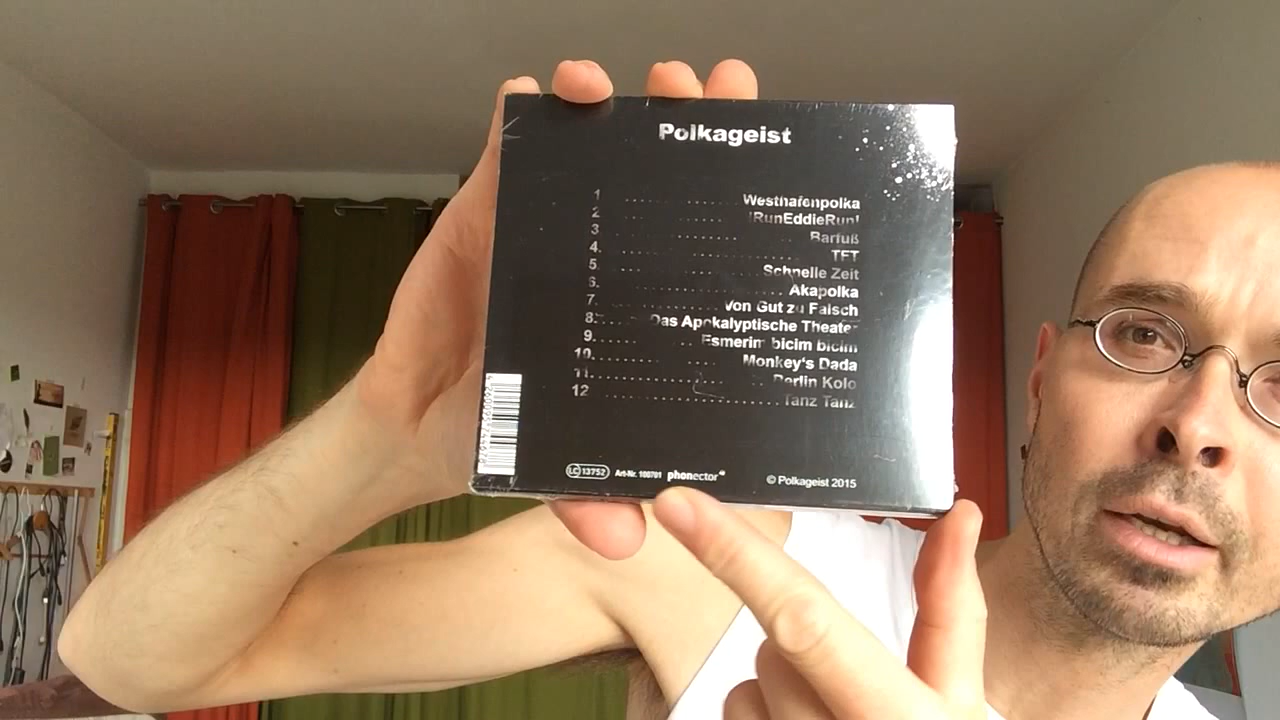 Polkageist
1 .................... Westhafenpolka
2 .................... !RunEddieRun!
3 .................... Barfuß
4. .................... TFT
5. .................... Schnelle Zeit
6. .................... Akapolka
7. .................... Von Gut zu Falsch
8. .................... Das Apokalyptische Theater
9. .................... Esmerim bicim bicim
10. .................... Monkey's Dada
11. .................... Berlin Kolo
12 .................... Tanz Tanz
LC 13752 Art-Nr. 100701 phonector © Polkageist 2015